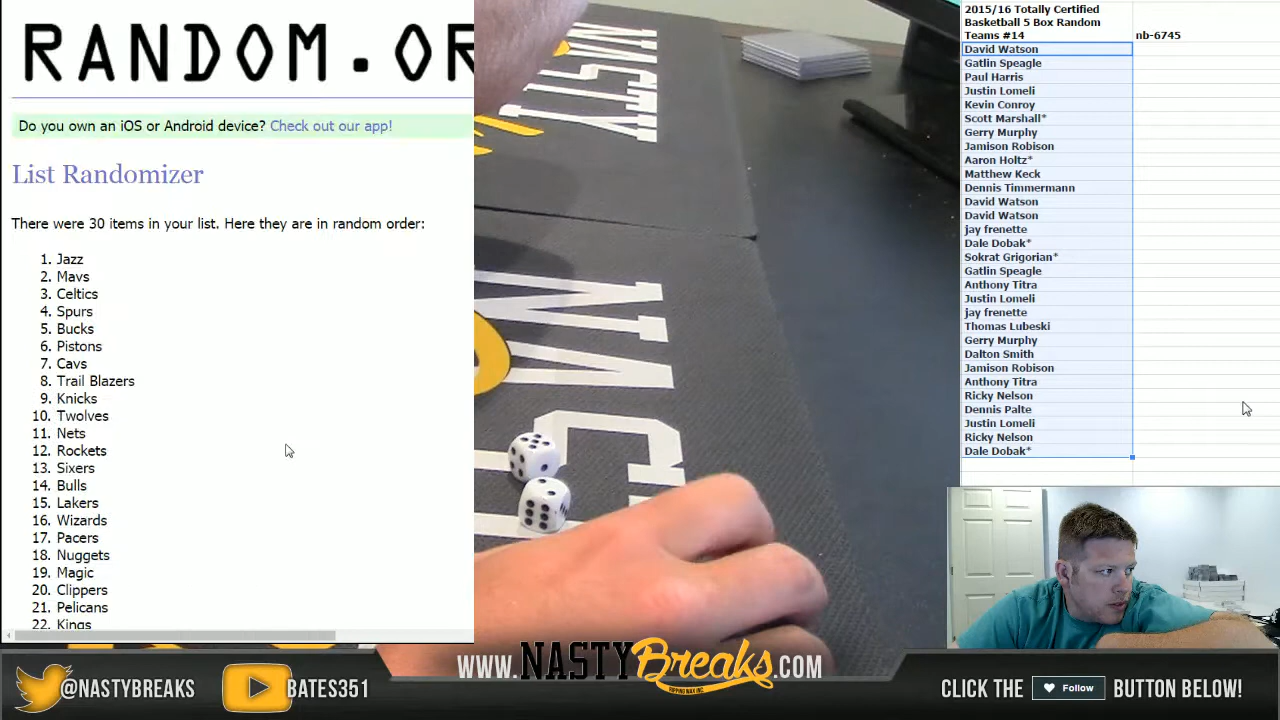 RANDOM.OR
Do you own an iOS or Android device? Check out our app!
List Randomizer
There were 30 items in your list. Here they are in random order:
1. Jazz
2. Mavs
3. Celtics
4. Spurs
5. Bucks
6. Pistons
7. Cavs
8. Trail Blazers
9. Knicks
10. Twolves
11. Nets
12. Rockets
13. Sixers
14. Bulls
15. Lakers
16. Wizards
17. Pacers
18. Nuggets
19. Magic
20. Clippers
21. Pelicans
22. Kings
NASTY
2015/16 Totally Certified
Basketball 5 Box Random
Teams #14 nb-6745
David Watson
Gatlin Speagle
Paul Harris
Justin Lomeli
Kevin Conroy
Scott Marshall*
Gerry Murphy
Jamison Robison
Aaron Holtz*
Matthew Keck
Dennis Timmermann
David Watson
David Watson
jay frenette
Dale Dobak*
Sokrat Grigorian*
Gatlin Speagle
Anthony Titra
Justin Lomeli
jay frenette
Thomas Lubeski
Gerry Murphy
Dalton Smith
Jamison Robison
Anthony Titra
Ricky Nelson
Dennis Palte
Justin Lomeli
Ricky Nelson
Dale Dobak*
@NASTYBREAKS
BATES351
WWW.NASTYBreaks.COM
RIPPING WAX INC.
CLICK THE Follow BUTTON BELOW!